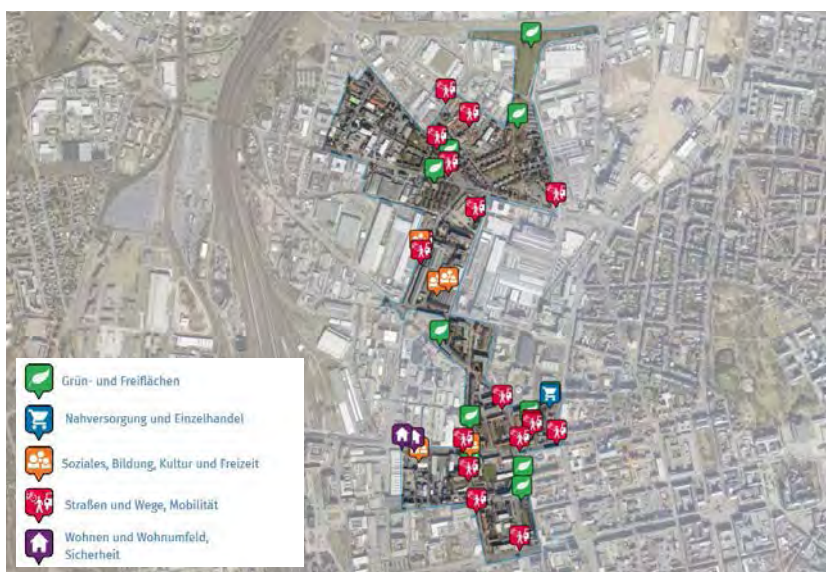 Grün- und Freiflächen
Nahversorgung und Einzelhandel
Soziales, Bildung, Kultur und Freizeit
Straßen und Wege, Mobilität
Wohnen und Wohnumfeld,
Sicherheit